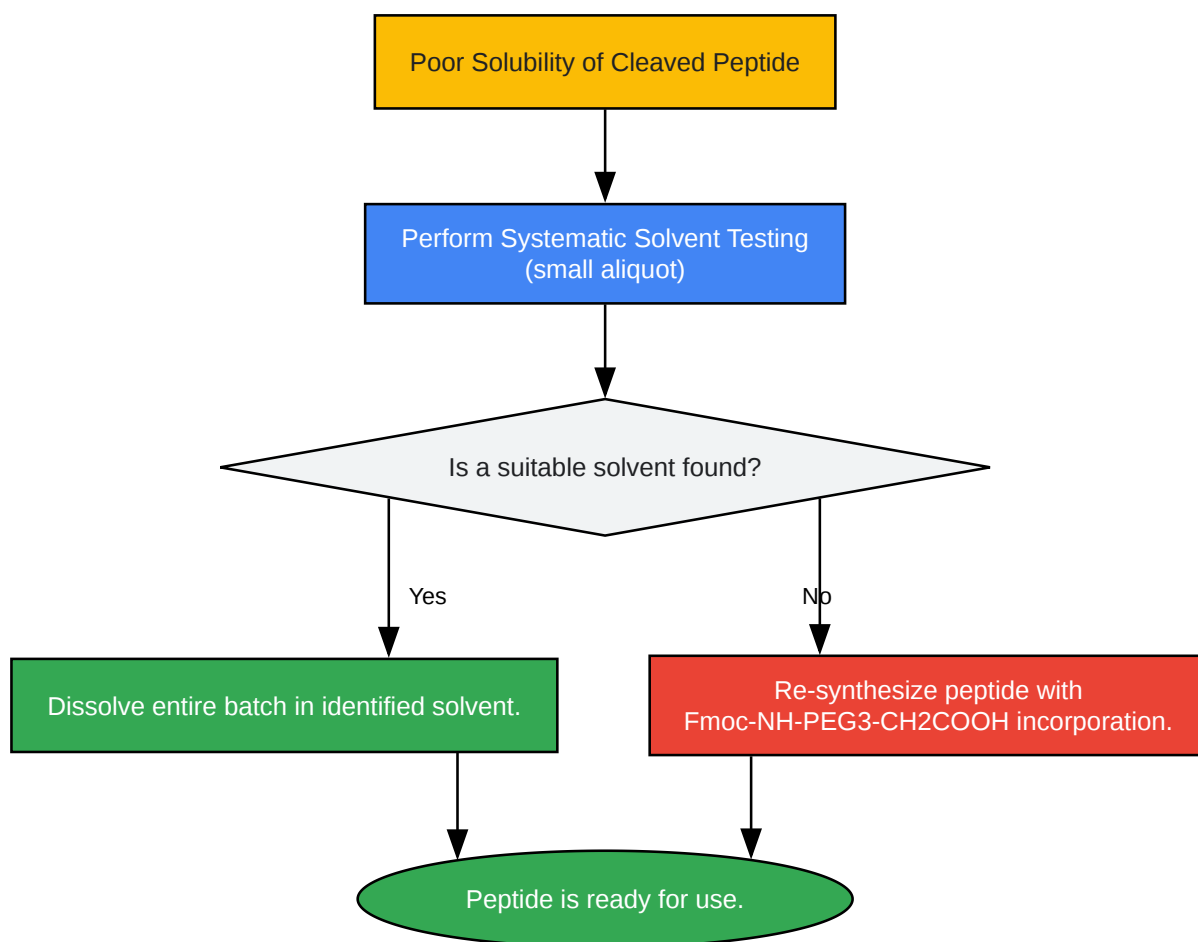 Poor Solubility of Cleaved Peptide
Perform Systematic Solvent Testing
(small aliquot)
Is a suitable solvent found?
Yes
No
Dissolve entire batch in identified solvent.
Re-synthesize peptide with
Fmoc-NH-PEG3-CH2COOH incorporation.
Peptide is ready for use.